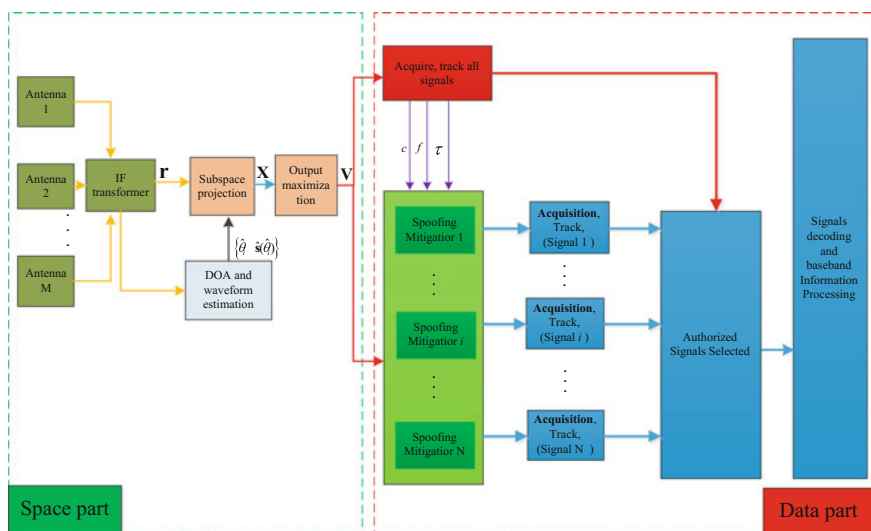 Antenna
1
Antenna
2
Antenna
M
IF
transformer
r
Subspace
projection
X
Output
maximiza
tion
V
{θ̂ᵢ ŝ(θ̂ᵢ)}
DOA and
waveform
estimation
Space part
Acquire, track all
signals
c f τ
Spoofing
Mitigatior 1
Spoofing
Mitigatior i
Spoofing
Mitigatior N
Acquisition,
Track,
(Signal 1 )
Acquisition,
Track,
(Signal i )
Acquisition,
Track,
(Signal N )
Authorized
Signals Selected
Signals
decoding
and
baseband
Information
Processing
Data part